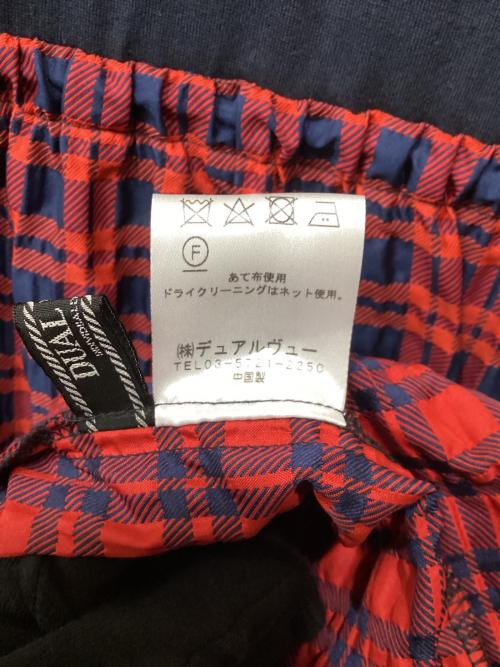 F
あて布使用
ドライクリーニングはネット使用。
㈱デュアルヴュー
TEL03-5721-2250
中国製
DUAL